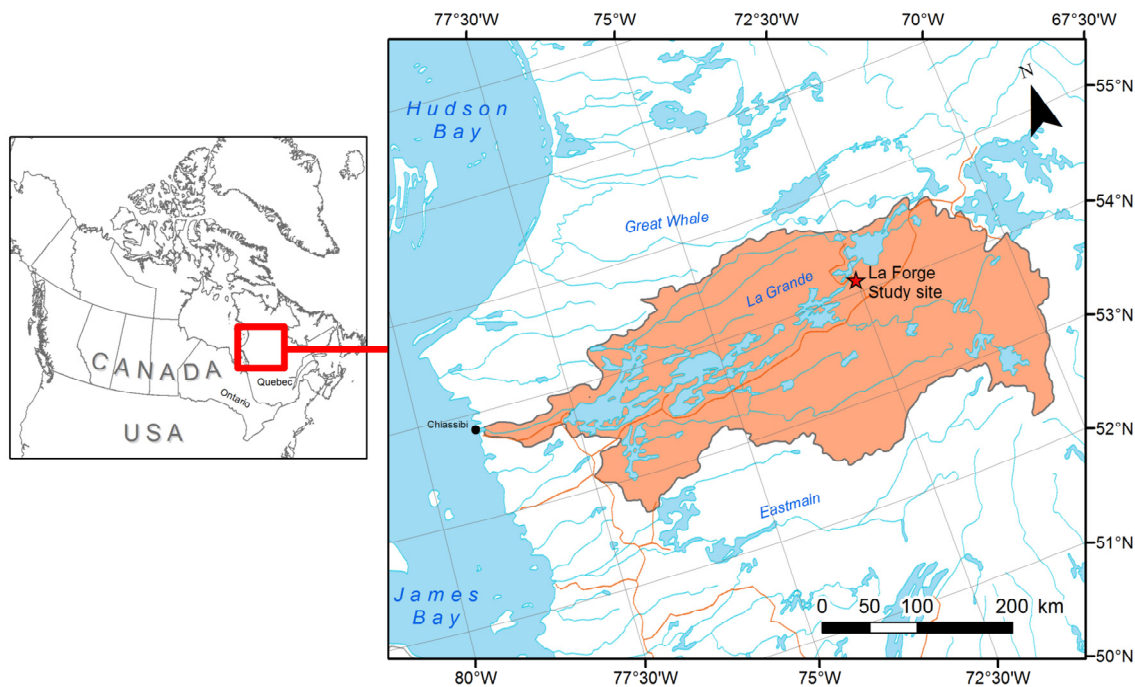 77°30'W
75°W
72°30'W
70°W
67°30'W
N
55°N
Hudson
Bay
54°N
Great Whale
La Forge
Study site
La Grande
53°N
CANADA
Quebec
Ontario
USA
Chiassibi
52°N
Eastmain
51°N
James
Bay
0 50 100 200 km
50°N
80°W
77°30'W
75°W
72°30'W